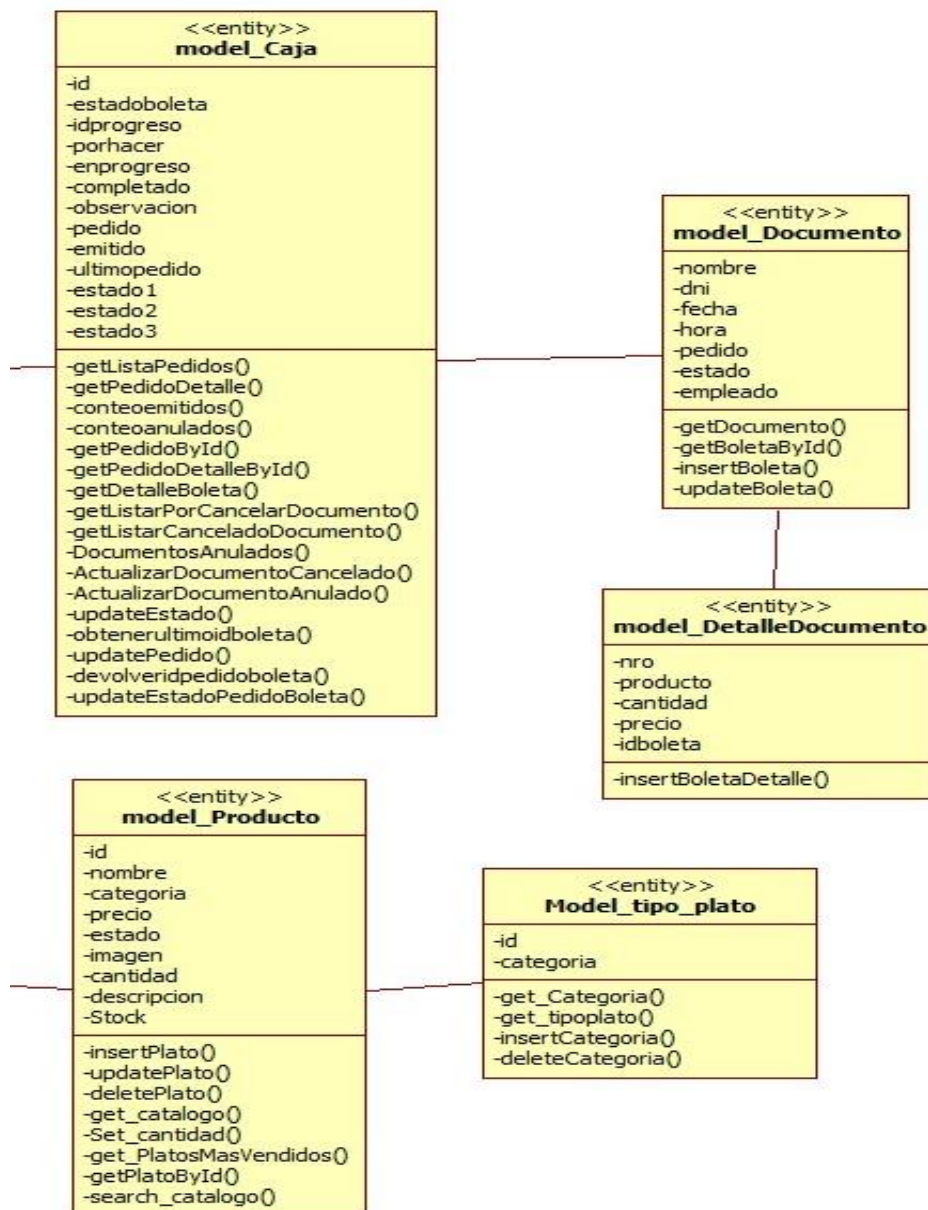 <<entity>>
model_Caja
-id
-estadoboleta
-idprogreso
-porhacer
-enprogreso
-completado
-observacion
-pedido
-emitido
-ultimopedido
-estado1
-estado2
-estado3
-getListaPedidos()
-getPedidoDetalle()
-conteoemitidos()
-conteoanulados()
-getPedidoById()
-getPedidoDetalleById()
-getDetalleBoleta()
-getListarPorCancelarDocumento()
-getListarCanceladoDocumento()
-DocumentosAnulados()
-ActualizarDocumentoCancelado()
-ActualizarDocumentoAnulado()
-updateEstado()
-obtenerultimoidboleta()
-updatePedido()
-devolveridpedidoboleta()
-updateEstadoPedidoBoleta()
<<entity>>
model_Documento
-nombre
-dni
-fecha
-hora
-pedido
-estado
-empleado
-getDocumento()
-getBoletaById()
-insertBoleta()
-updateBoleta()
<<entity>>
model_DetalleDocumento
-nro
-producto
-cantidad
-precio
-idboleta
-insertBoletaDetalle()
<<entity>>
model_Producto
-id
-nombre
-categoria
-precio
-estado
-imagen
-cantidad
-descripcion
-Stock
-insertPlato()
-updatePlato()
-deletePlato()
-get_catalogo()
-Set_cantidad()
-get_PlatosMasVendidos()
-getPlatoById()
-search_catalogo()
<<entity>>
Model_tipo_plato
-id
-categoria
-get_Categoria()
-get_tipoplato()
-insertCategoria()
-deleteCategoria()